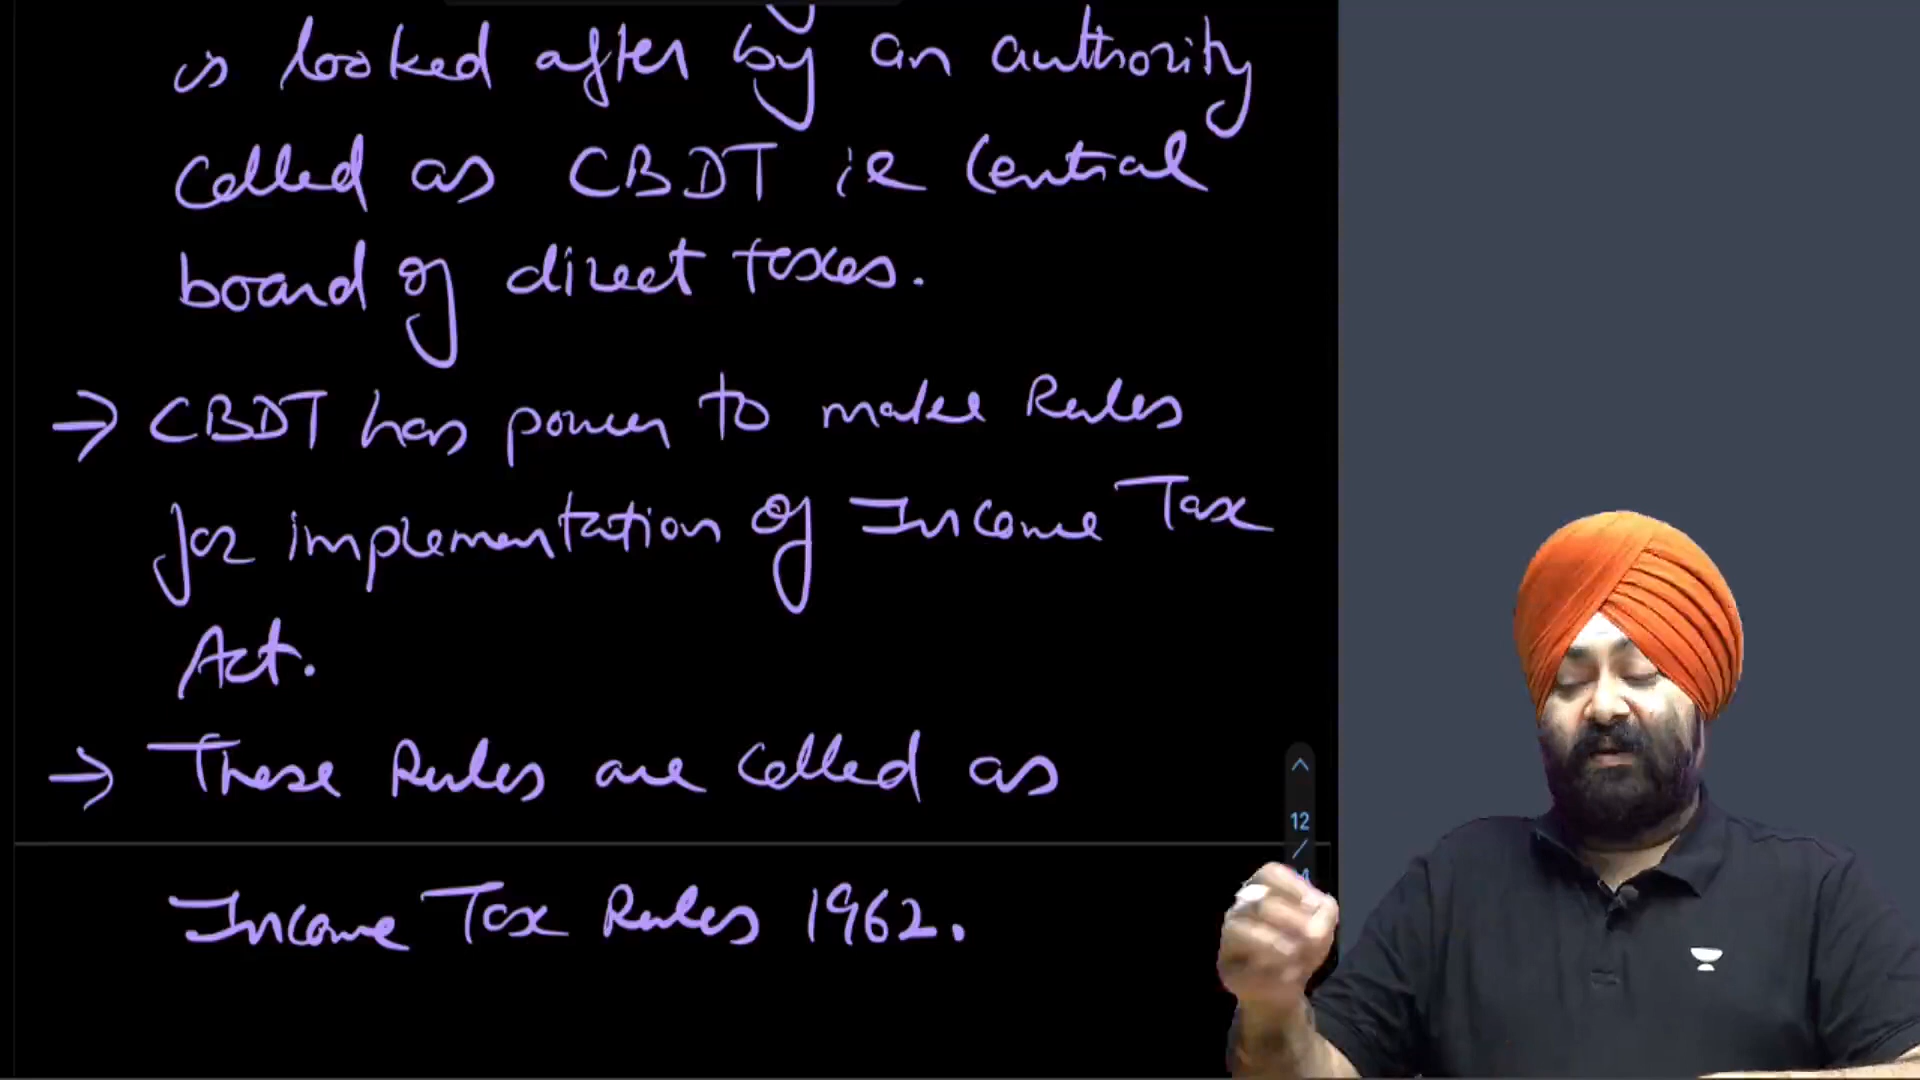 is looked after by an authority
called as CBDT ie Central
board of direct taxes.
→ CBDT has power to make Rules
for implementation of Income Tax
Act.
→ These Rules are called as
12
/
Income Tax Rules 1962.